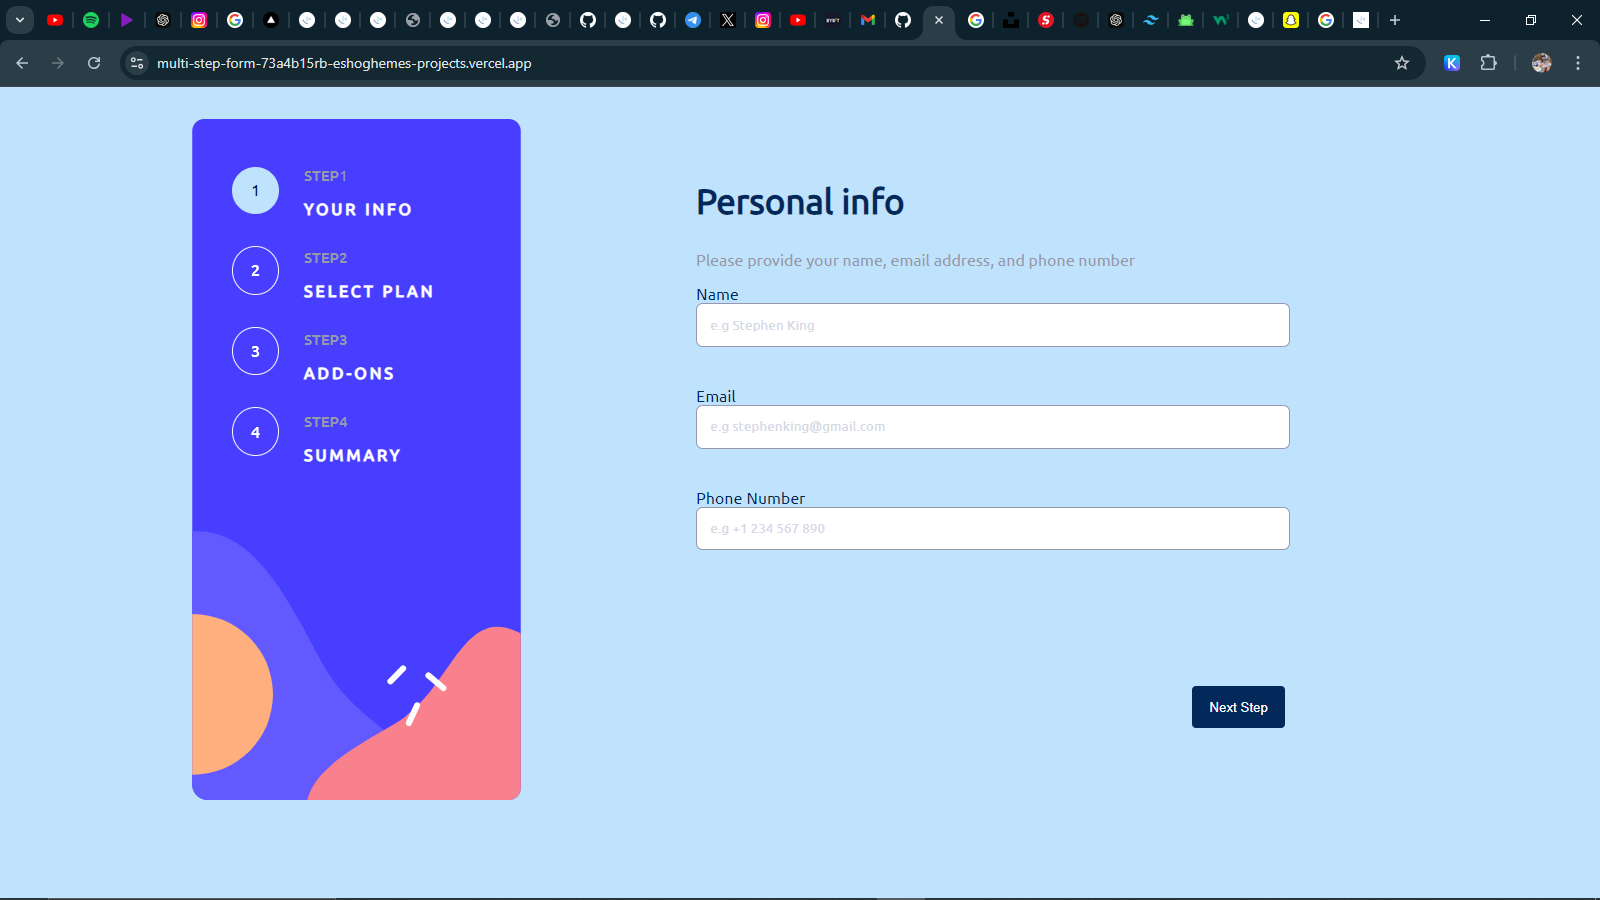 multi-step-form-73a4b15rb-eshoghemes-projects.vercel.app
1
STEP1
YOUR INFO
2
STEP2
SELECT PLAN
3
STEP3
ADD-ONS
4
STEP4
SUMMARY
Personal info
Please provide your name, email address, and phone number
Name
e.g Stephen King
Email
e.g stephenking@gmail.com
Phone Number
e.g +1 234 567 890
Next Step